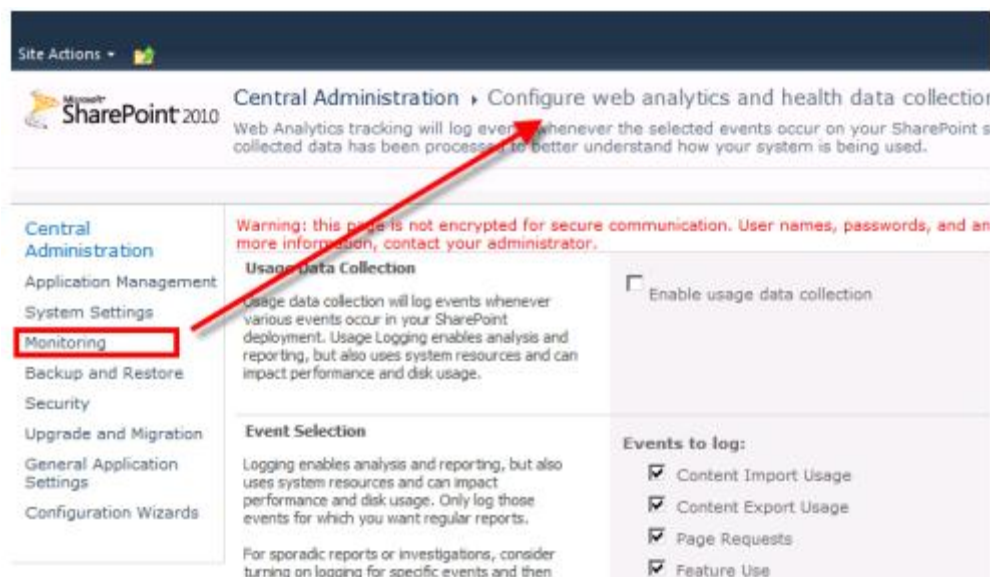 Site Actions
Microsoft
SharePoint 2010
Central Administration Configure web analytics and health data collection
Web Analytics tracking will log events whenever the selected events occur on your SharePoint s
collected data has been processed to better understand how your system is being used.
Central
Administration
Application Management
System Settings
Monitoring
Backup and Restore
Security
Upgrade and Migration
General Application
Settings
Configuration Wizards
Warning: this page is not encrypted for secure communication. User names, passwords, and an
more information, contact your administrator.
Usage Data Collection
Usage data collection will log events whenever
various events occur in your SharePoint
deployment. Usage Logging enables analysis and
reporting, but also uses system resources and can
impact performance and disk usage.
Enable usage data collection
Event Selection
Logging enables analysis and reporting, but also
uses system resources and can impact
performance and disk usage. Only log those
events for which you want regular reports.
For sporadic reports or investigations, consider
turning on logging for specific events and then
Events to log:
Content Import Usage
Content Export Usage
Page Requests
Feature Use